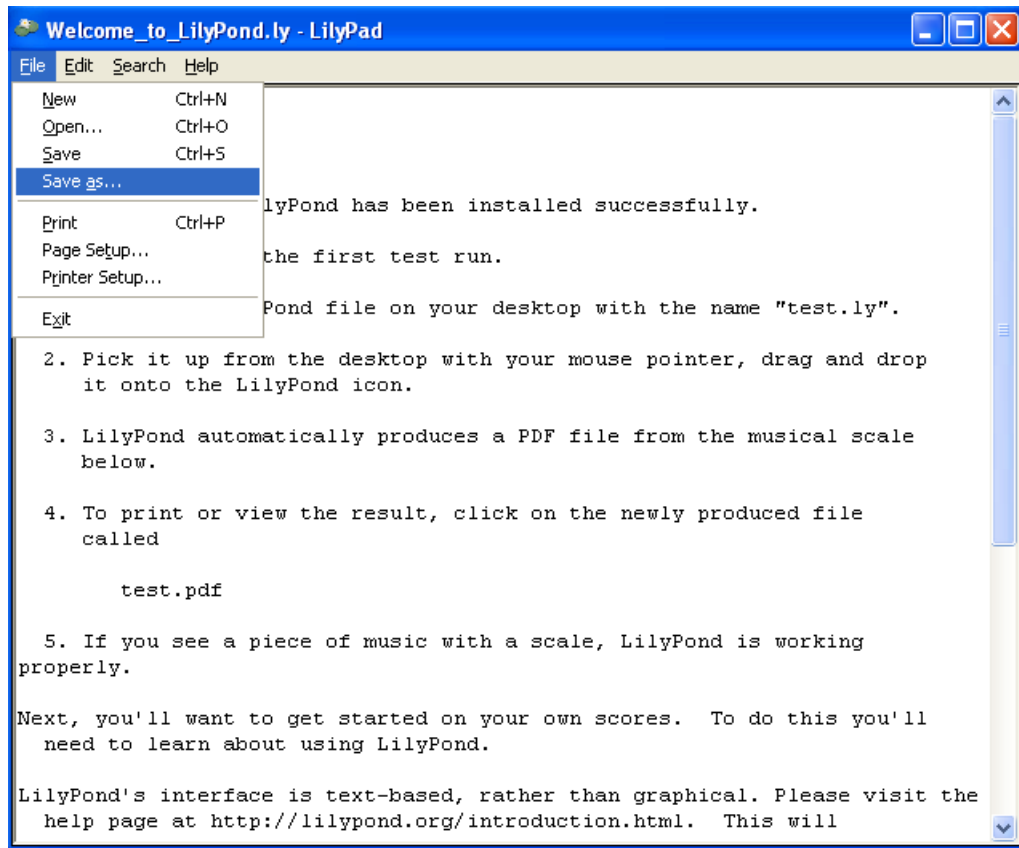 Welcome_to_LilyPond.ly - LilyPad
File Edit Search Help
New Ctrl+N
Open... Ctrl+O
Save Ctrl+S
Save as...
Print Ctrl+P
Page Setup...
Printer Setup...
Exit
lyPond has been installed successfully.
the first test run.
Pond file on your desktop with the name "test.ly".
2. Pick it up from the desktop with your mouse pointer, drag and drop
it onto the LilyPond icon.
3. LilyPond automatically produces a PDF file from the musical scale
below.
4. To print or view the result, click on the newly produced file
called
test.pdf
5. If you see a piece of music with a scale, LilyPond is working
properly.
Next, you'll want to get started on your own scores.  To do this you'll
need to learn about using LilyPond.
LilyPond's interface is text-based, rather than graphical. Please visit the
help page at http://lilypond.org/introduction.html.  This will